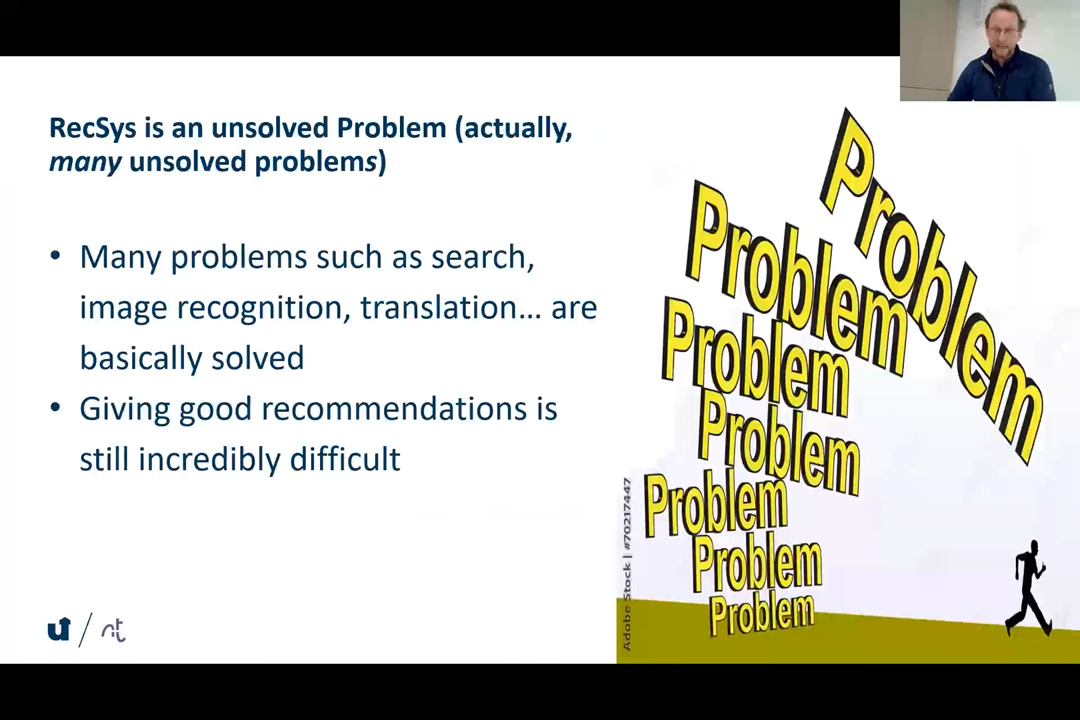 RecSys is an unsolved Problem (actually,
many unsolved problems)
• Many problems such as search,
image recognition, translation... are
basically solved
• Giving good recommendations is
still incredibly difficult
Problem
Problem
Problem
Problem
Problem
Problem
Problem
Adobe Stock | #70217447